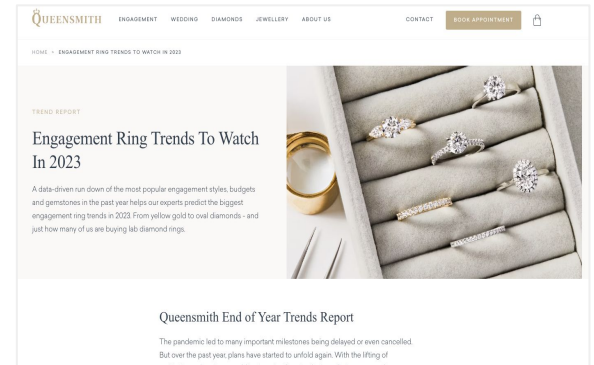 QUEENSMITH ENGAGEMENT WEDDING DIAMONDS JEWELLERY ABOUT US CONTACT BOOK APPOINTMENT
HOME > ENGAGEMENT RING TRENDS TO WATCH IN 2023
TREND REPORT
Engagement Ring Trends To Watch
In 2023
A data-driven run down of the most popular engagement styles, budgets
and gemstones in the past year helps our experts predict the biggest
engagement ring trends in 2023. From yellow gold to oval diamonds - and
just how many of us are buying lab diamond rings.
Queensmith End of Year Trends Report
The pandemic led to many important milestones being delayed or even cancelled.
But over the past year, plans have started to unfold again. With the lifting of